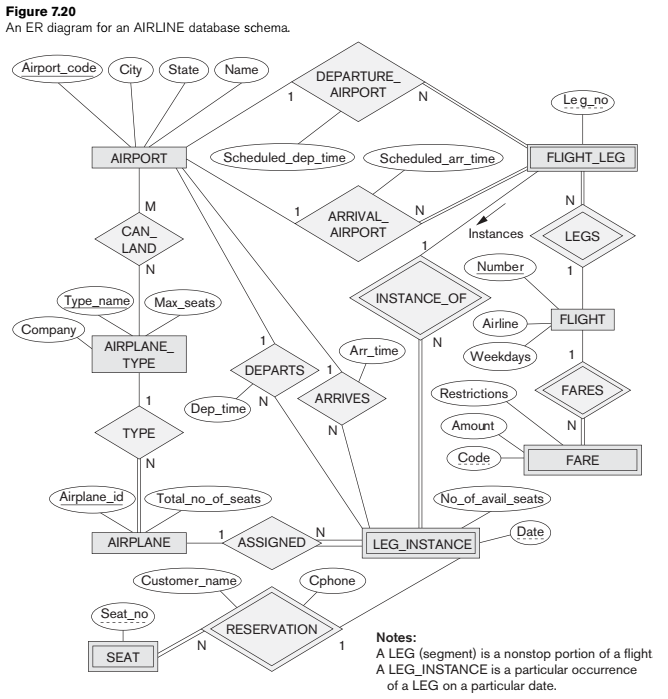 Figure 7.20
An ER diagram for an AIRLINE database schema.
Airport_code
City
State
Name
DEPARTURE_
AIRPORT
1
N
Leg_no
AIRPORT
Scheduled_dep_time
Scheduled_arr_time
FLIGHT_LEG
M
1
ARRIVAL_
AIRPORT
N
Instances
N
LEGS
CAN_
LAND
N
1
INSTANCE_OF
N
Number
1
Type_name
Max_seats
Company
AIRPLANE_
TYPE
Airline
FLIGHT
Weekdays
1
DEPARTS
N
Dep_time
1
ARRIVES
N
Arr_time
1
FARES
N
Restrictions
Amount
Code
FARE
1
TYPE
N
Airplane_id
Total_no_of_seats
No_of_avail_seats
AIRPLANE
1
ASSIGNED
N
LEG_INSTANCE
Date
Customer_name
Cphone
Seat_no
RESERVATION
SEAT
N
1
Notes:
A LEG (segment) is a nonstop portion of a flight
A LEG_INSTANCE is a particular occurrence
of a LEG on a particular date.